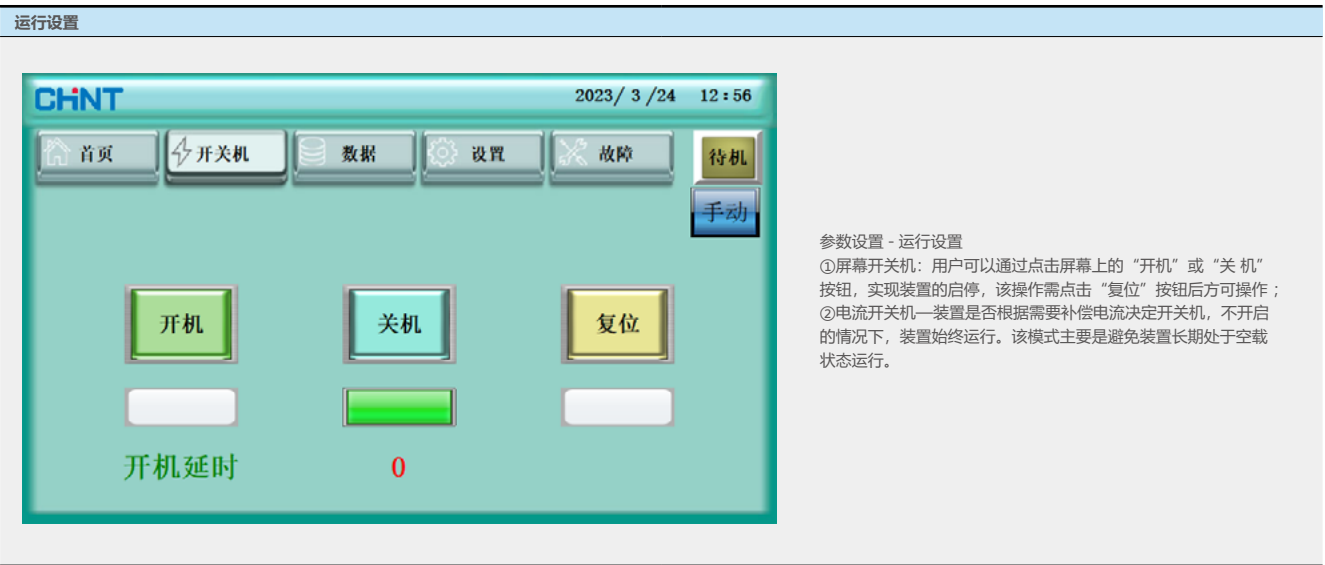 运行设置
CHNT
2023/ 3 /24 12:56
首页 开关机 数据 设置 故障 待机
手动
开机 关机 复位
开机延时 0
参数设置 - 运行设置
①屏幕开关机：用户可以通过点击屏幕上的“开机”或“关 机”
按钮，实现装置的启停，该操作需点击“复位”按钮后方可操作；
②电流开关机—装置是否根据需要补偿电流决定开关机，不开启
的情况下，装置始终运行。该模式主要是避免装置长期处于空载
状态运行。